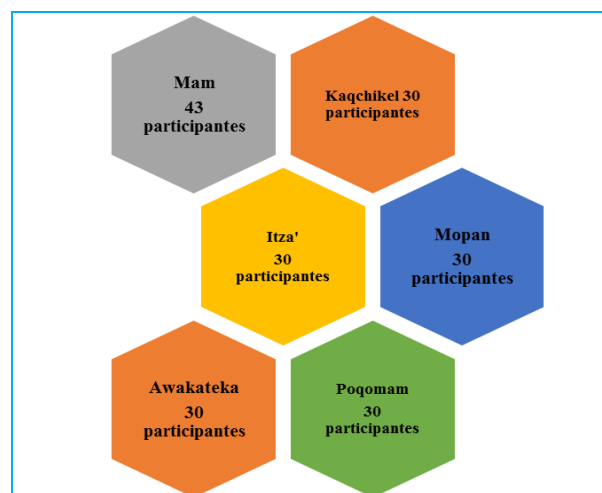 Mam
43
participantes
Kaqchikel 30
participantes
Itza'
30
participantes
Mopan
30
participantes
Awakateka
30
participantes
Poqomam
30
participantes